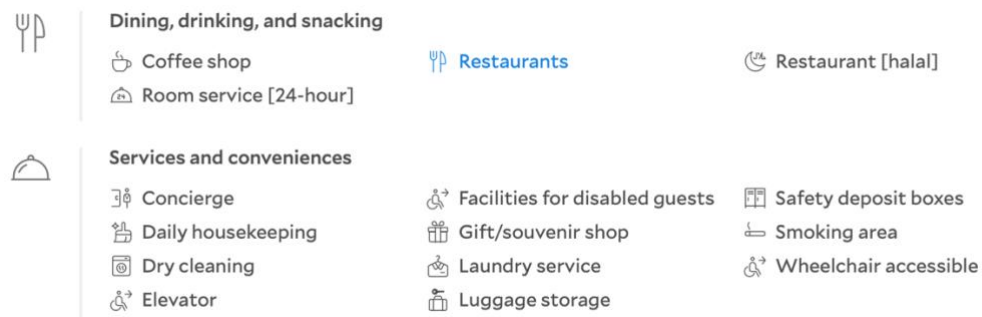 Dining, drinking, and snacking
Coffee shop
Restaurants
Restaurant [halal]
Room service [24-hour]
Services and conveniences
Concierge
Facilities for disabled guests
Safety deposit boxes
Daily housekeeping
Gift/souvenir shop
Smoking area
Dry cleaning
Laundry service
Wheelchair accessible
Elevator
Luggage storage